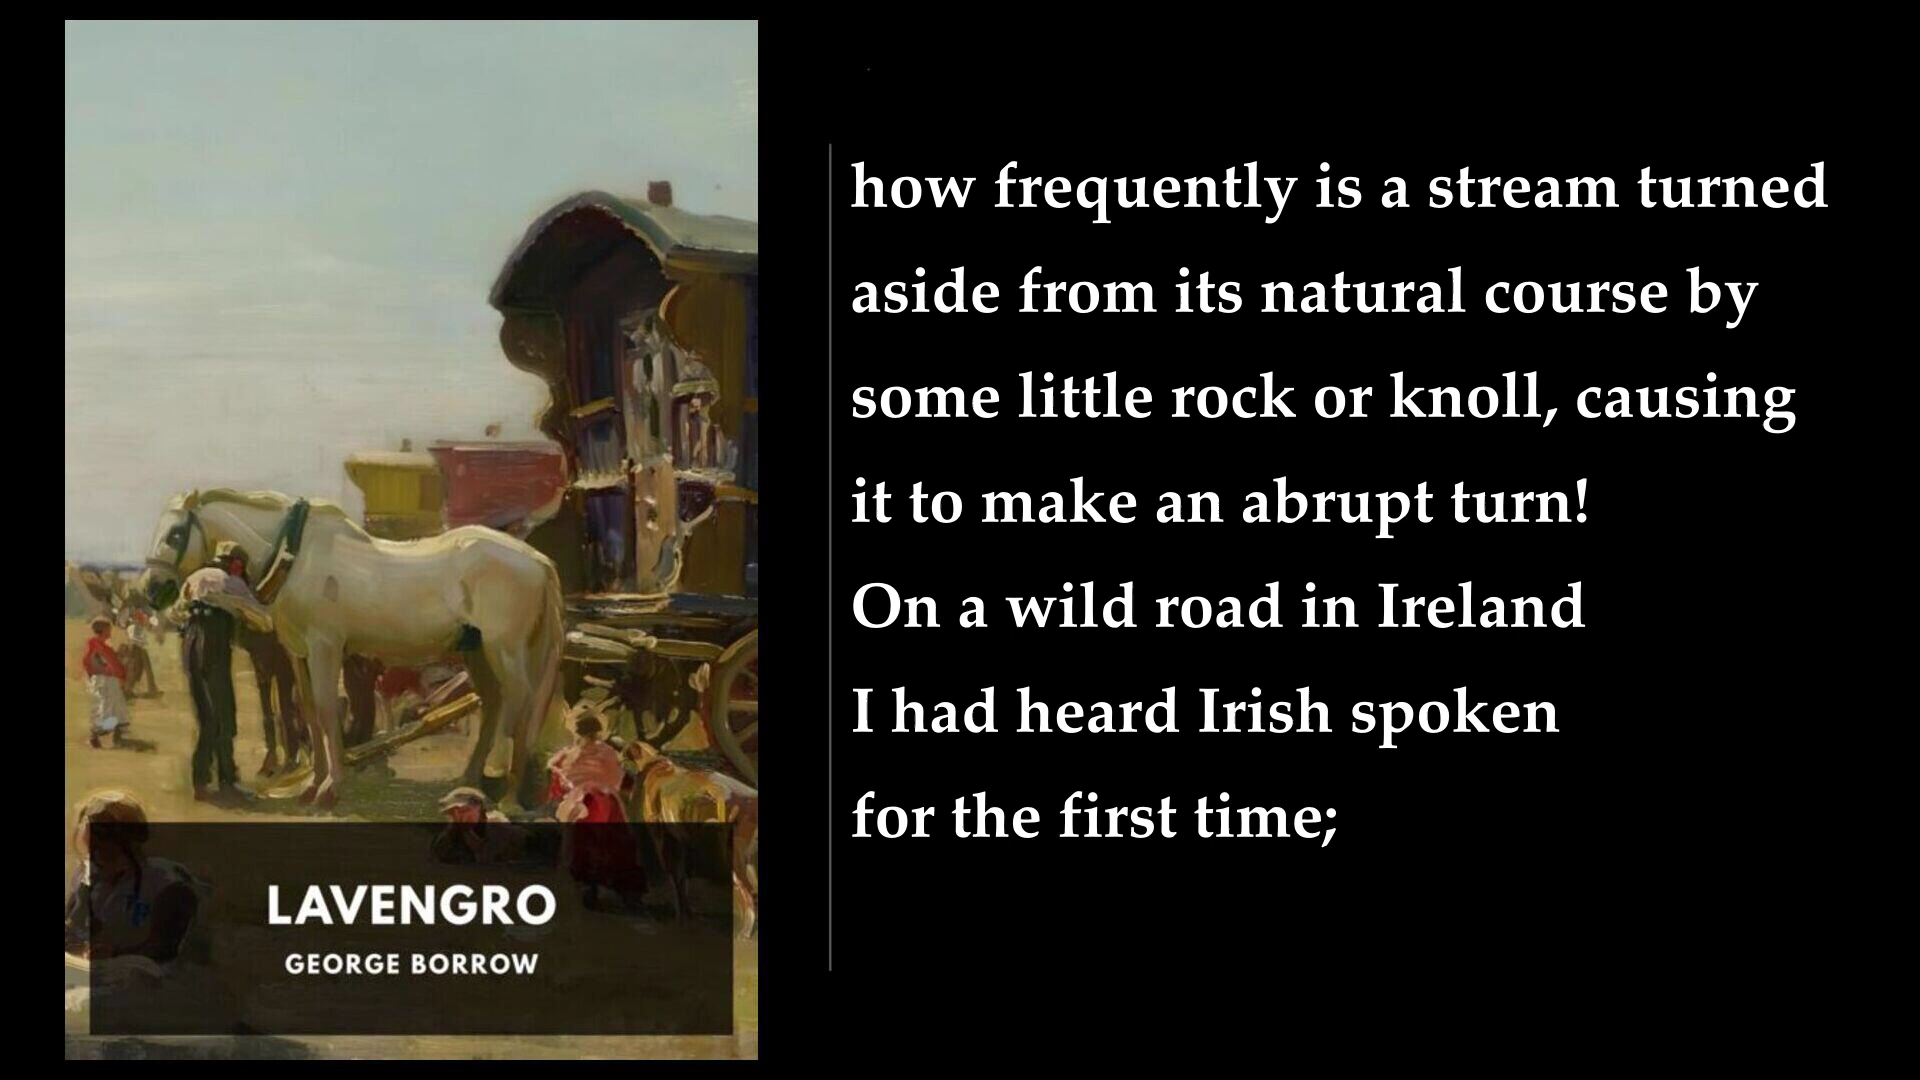 how frequently is a stream turned
aside from its natural course by
some little rock or knoll, causing
it to make an abrupt turn!
On a wild road in Ireland
I had heard Irish spoken
for the first time;
LAVENGRO
GEORGE BORROW